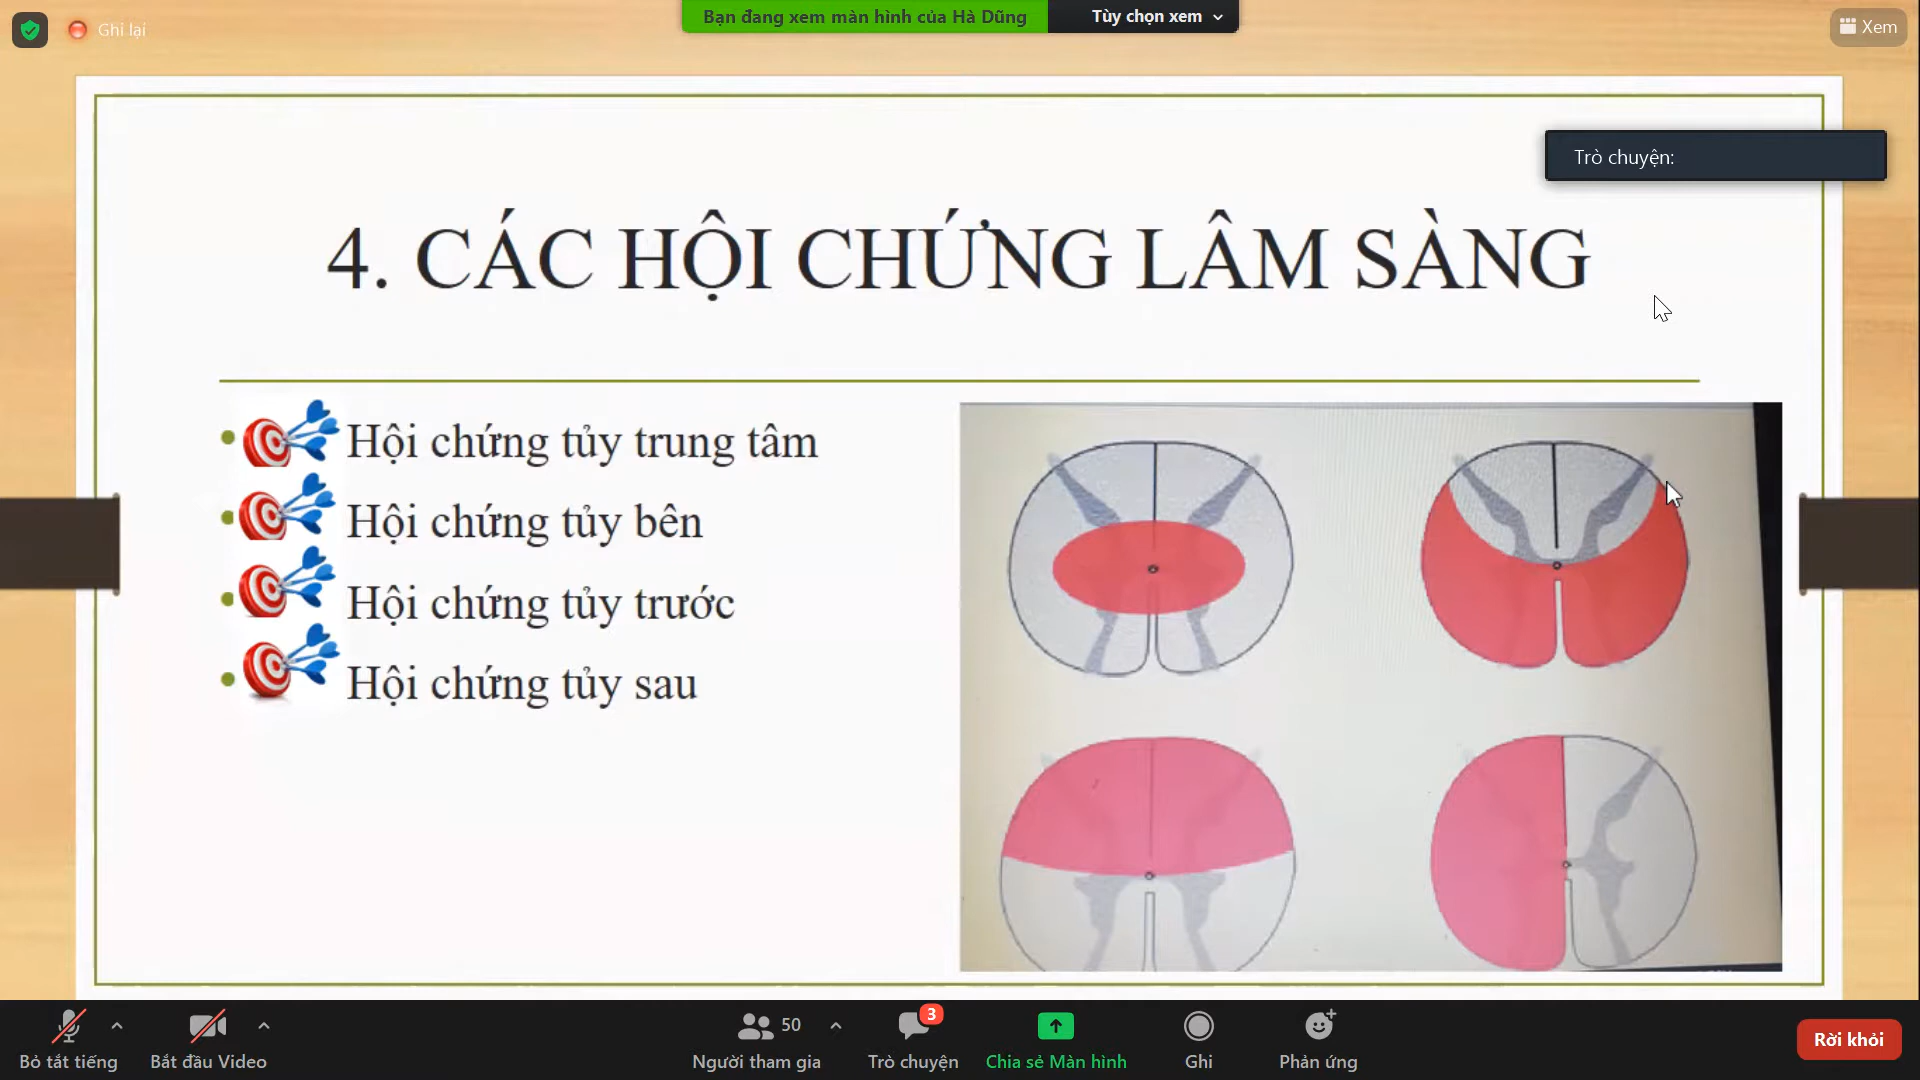 Ghi lại
Bạn đang xem màn hình của Hà Dũng
Tùy chọn xem
Xem
Trò chuyện:
4. CÁC HỘI CHỨNG LÂM SÀNG
Hội chứng tủy trung tâm
Hội chứng tủy bên
Hội chứng tủy trước
Hội chứng tủy sau
Bỏ tắt tiếng
Bắt đầu Video
50
Người tham gia
3
Trò chuyện
Chia sẻ Màn hình
Ghi
Phản ứng
Rời khỏi